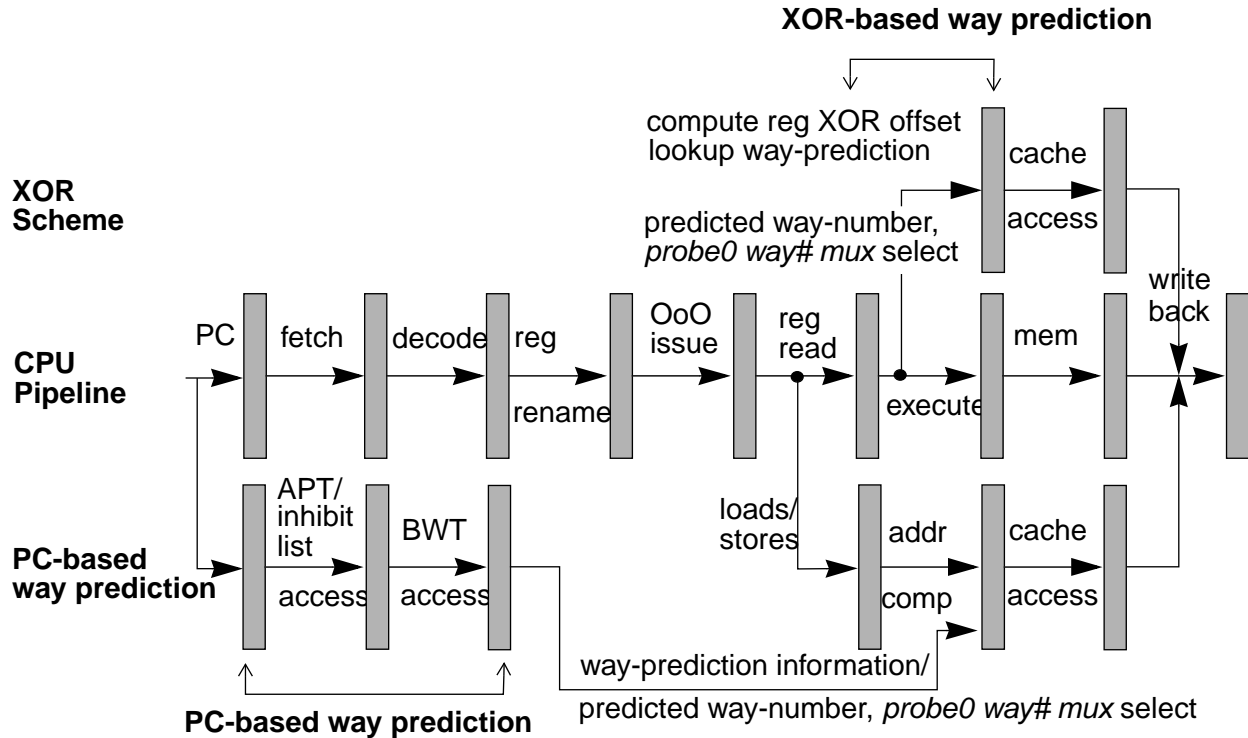 XOR-based way prediction
compute reg XOR offset
lookup way-prediction
cache
access
XOR
Scheme
predicted way-number,
probe0 way# mux select
write
back
CPU
Pipeline
PC
fetch
decode
reg
rename
OoO
issue
reg
read
execute
mem
PC-based
way prediction
APT/
inhibit
list
access
BWT
access
loads/
stores
addr
comp
cache
access
way-prediction information/
predicted way-number, probe0 way# mux select
PC-based way prediction